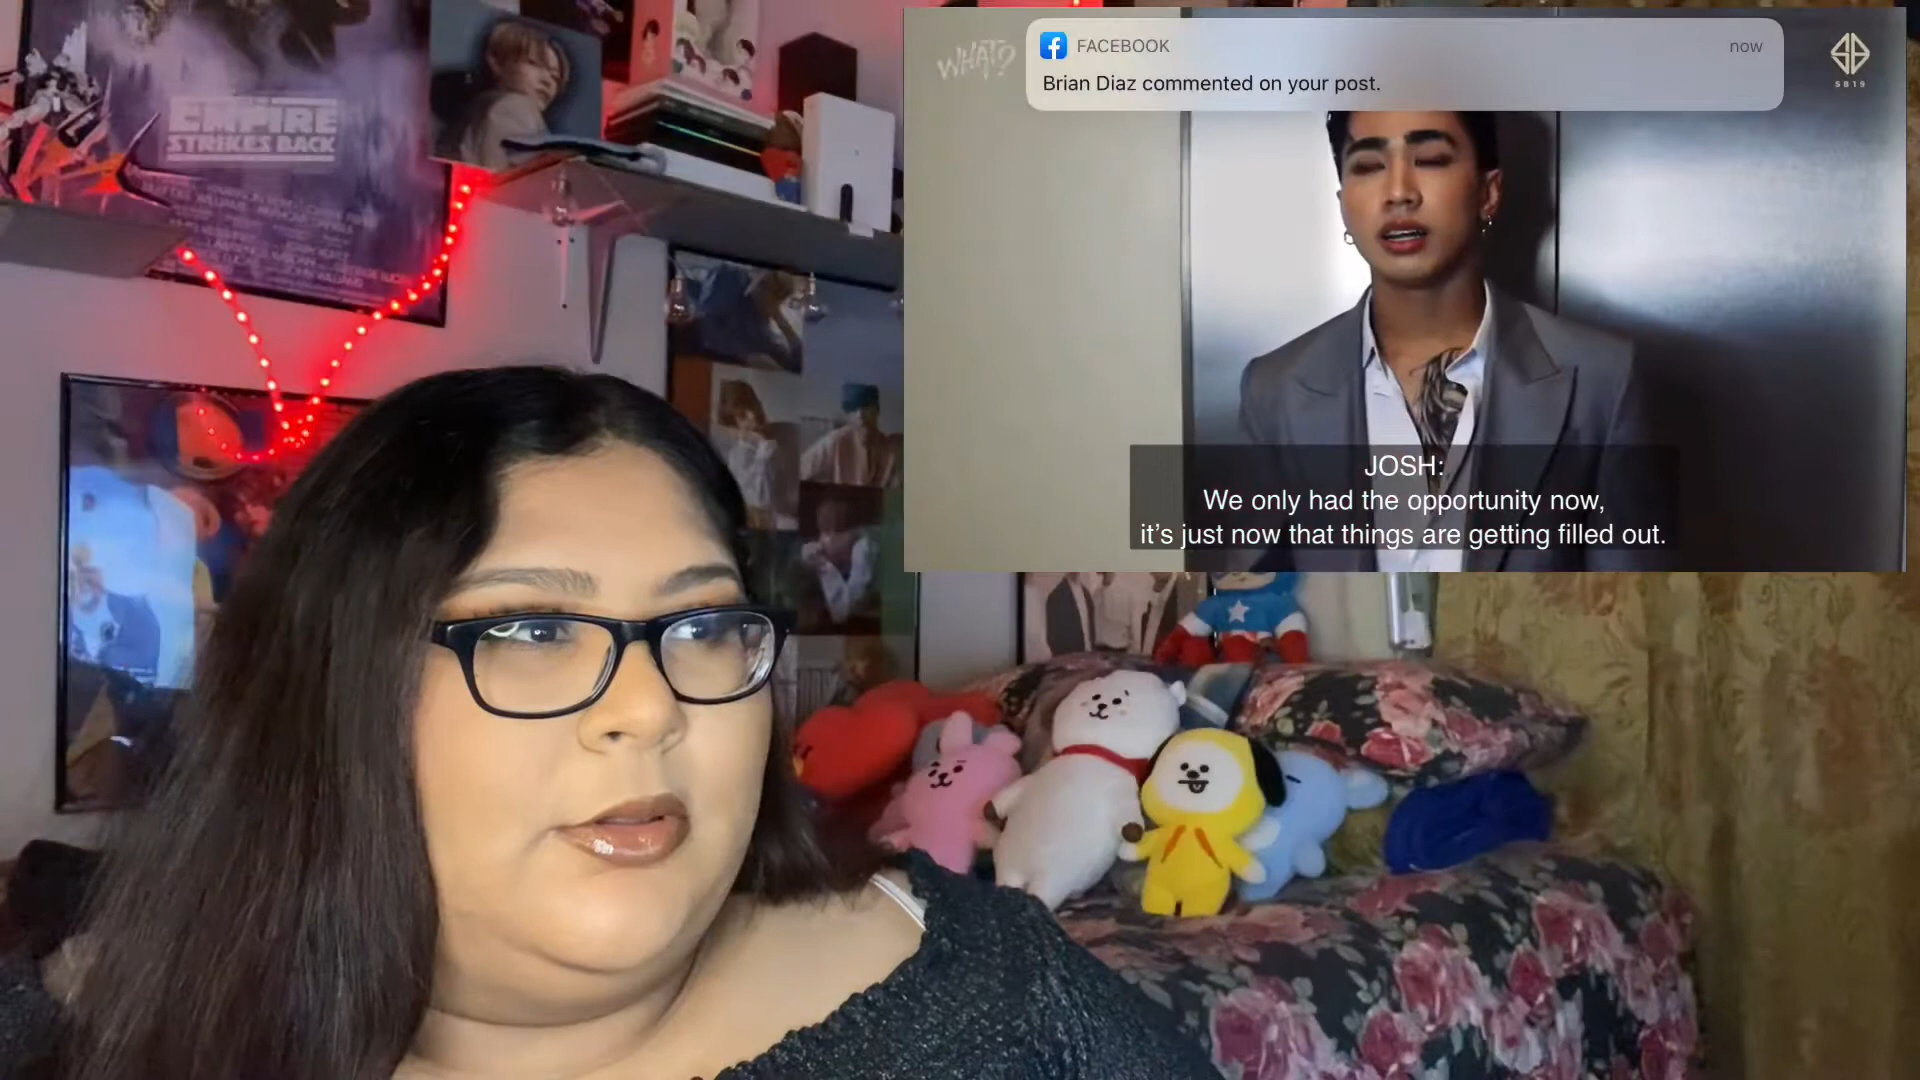 EMPIRE
STRIKES BACK
WHAT?
FACEBOOK
now
Brian Diaz commented on your post.
SB19
JOSH:
We only had the opportunity now,
it's just now that things are getting filled out.